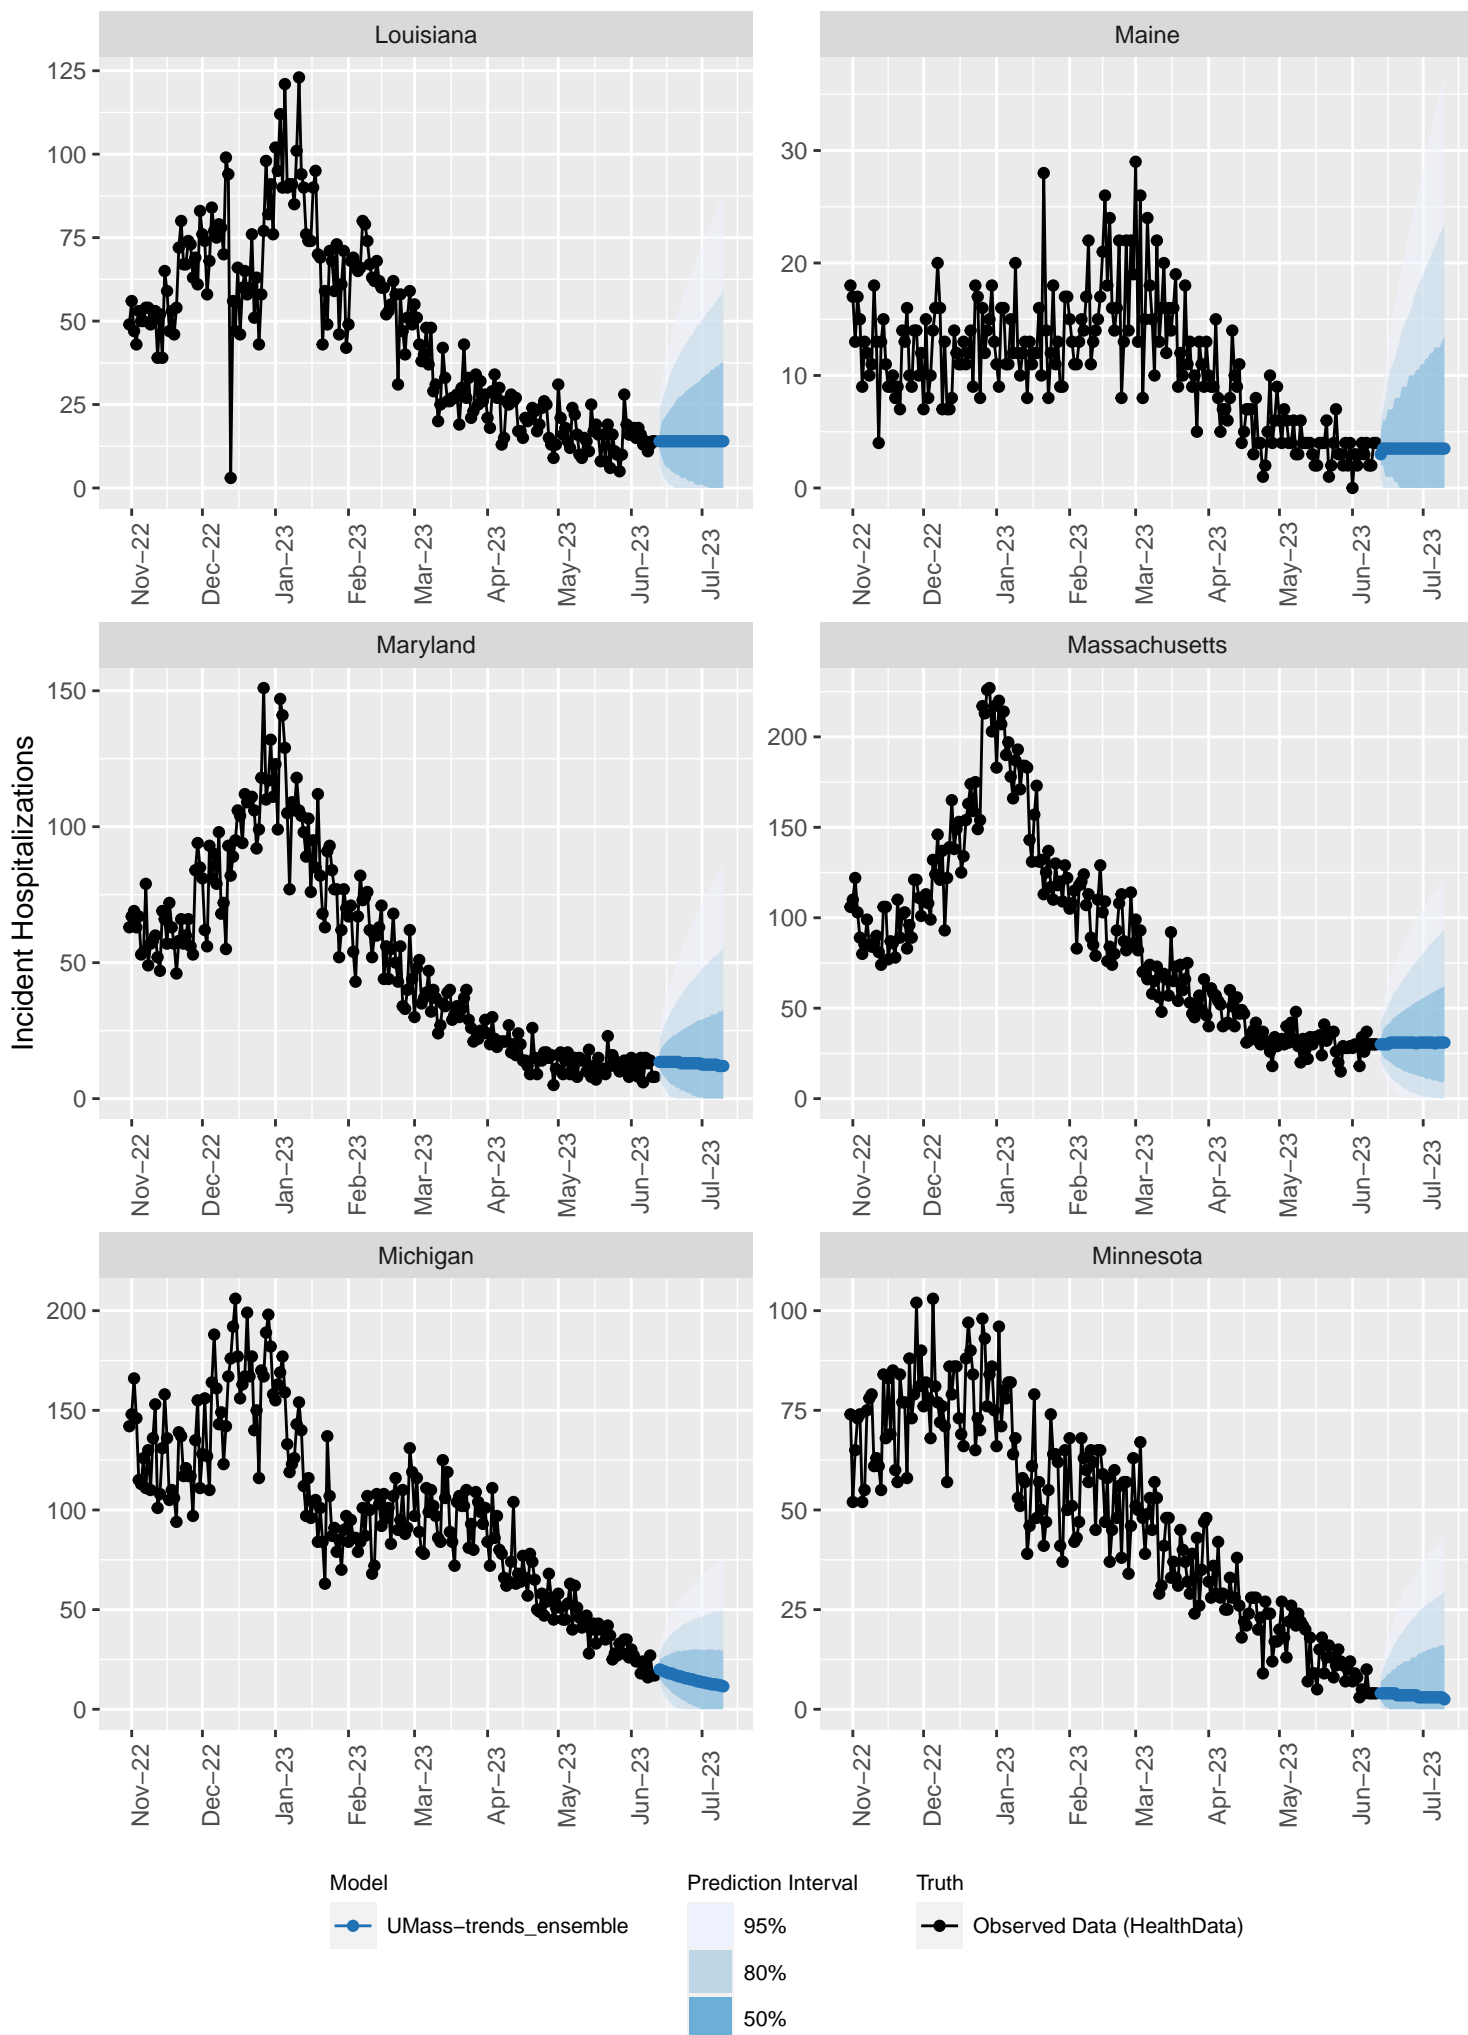 Louisiana
Maine
125
100
75
50
25
0
30
20
10
0
Nov−22
Dec−22
Jan−23
Feb−23
Mar−23
Apr−23
May−23
Jun−23
Jul−23
Nov−22
Dec−22
Jan−23
Feb−23
Mar−23
Apr−23
May−23
Jun−23
Jul−23
Incident Hospitalizations
Maryland
Massachusetts
150
100
50
0
200
150
100
50
0
Nov−22
Dec−22
Jan−23
Feb−23
Mar−23
Apr−23
May−23
Jun−23
Jul−23
Nov−22
Dec−22
Jan−23
Feb−23
Mar−23
Apr−23
May−23
Jun−23
Jul−23
Michigan
Minnesota
200
150
100
50
0
100
75
50
25
0
Nov−22
Dec−22
Jan−23
Feb−23
Mar−23
Apr−23
May−23
Jun−23
Jul−23
Nov−22
Dec−22
Jan−23
Feb−23
Mar−23
Apr−23
May−23
Jun−23
Jul−23
Model
UMass−trends_ensemble
Prediction Interval
95%
80%
50%
Truth
Observed Data (HealthData)